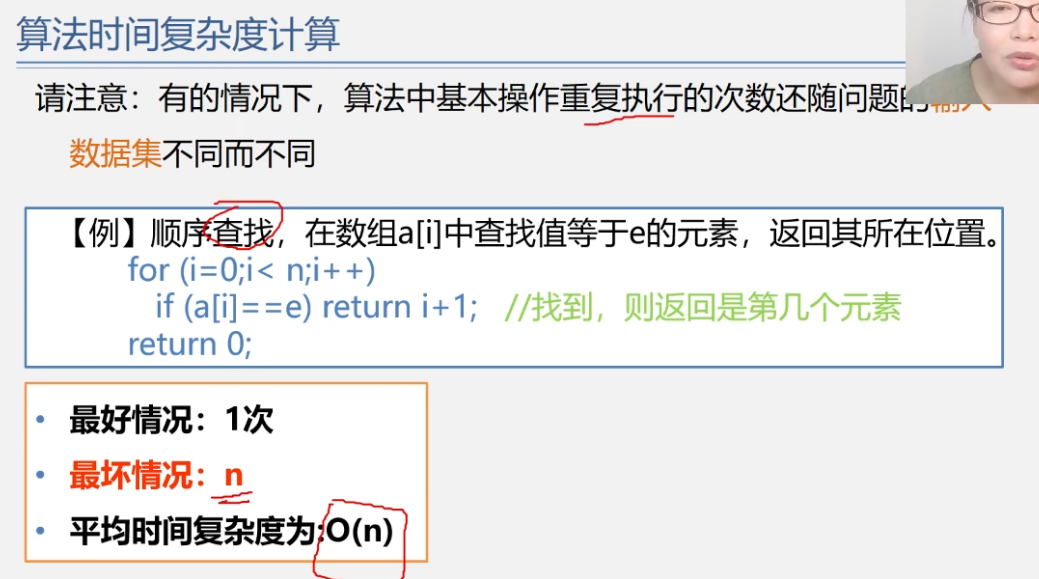 算法时间复杂度计算
请注意：有的情况下，算法中基本操作重复执行的次数还随问题的输入
数据集不同而不同
【例】顺序查找，在数组a[i]中查找值等于e的元素，返回其所在位置。
for (i=0;i< n;i++)
if (a[i]==e) return i+1; //找到，则返回是第几个元素
return 0;
• 最好情况：1次
• 最坏情况：n
• 平均时间复杂度为:O(n)